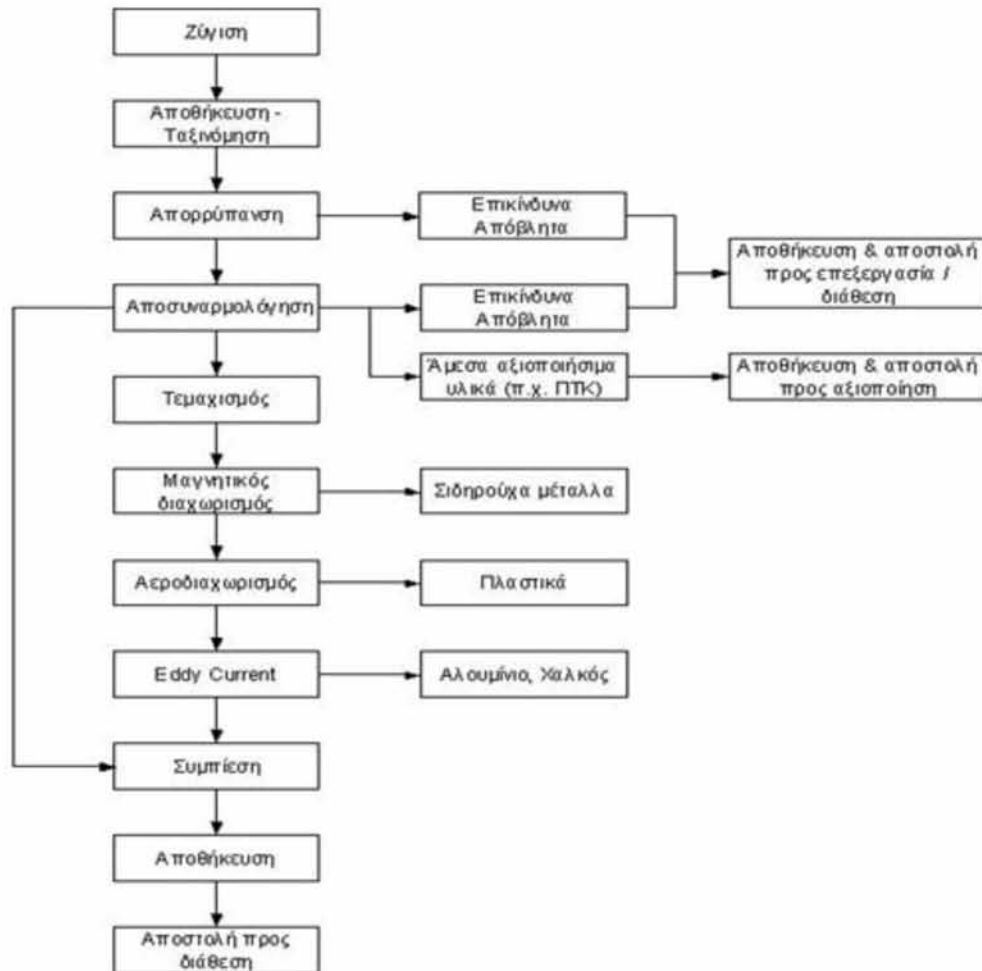 Ζύγιση
Αποθήκευση -
Ταξινόμηση
Απορρύπανση
Επικίνδυνα
Απόβλητα
Αποθήκευση & αποστολή
προς επεξεργασία /
διάθεση
Αποσυναρμολόγηση
Επικίνδυνα
Απόβλητα
Άμεσα αξιοποιήσιμα
υλικά (π.χ. ΠΤΚ)
Αποθήκευση & αποστολή
προς αξιοποίηση
Τεμαχισμός
Μαγνητικός
διαχωρισμός
Σιδηρούχα μέταλλα
Αεροδιαχωρισμός
Πλαστικά
Eddy Current
Αλουμίνιο, Χαλκός
Συμπίεση
Αποθήκευση
Αποστολή προς
διάθεση